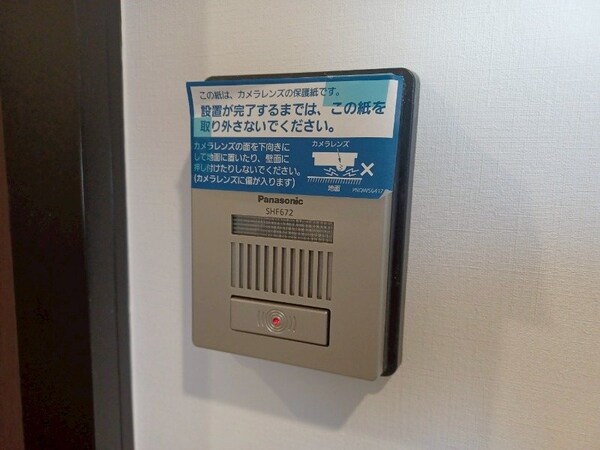 この紙は、カメラレンズの保護紙です。
設置が完了するまでは、この紙を
取り外さないでください。
カメラレンズの面を下向きに
して地面に置いたり、壁面に
押し付けたりしないでください。
(カメラレンズに傷が入ります)
カメラレンズ
地面
Panasonic
SHF672